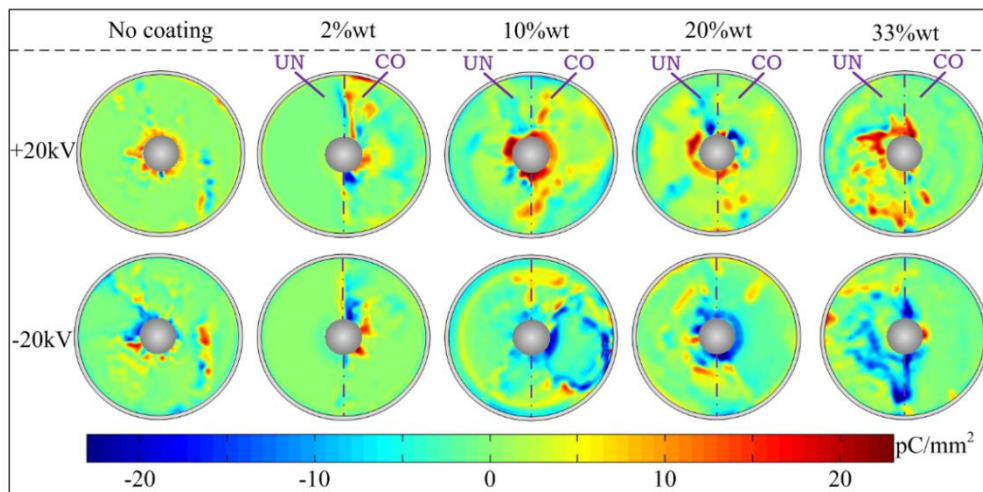 No coating 2%wt 10%wt 20%wt 33%wt
UN CO UN CO UN CO UN CO
+20kV
-20kV
pC/mm²
-20 -10 0 10 20